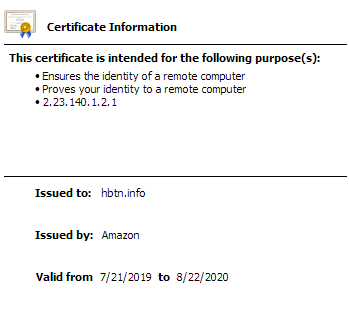 Certificate Information
This certificate is intended for the following purpose(s):
• Ensures the identity of a remote computer
• Proves your identity to a remote computer
• 2.23.140.1.2.1
Issued to: hbtn.info
Issued by: Amazon
Valid from 7/21/2019 to 8/22/2020